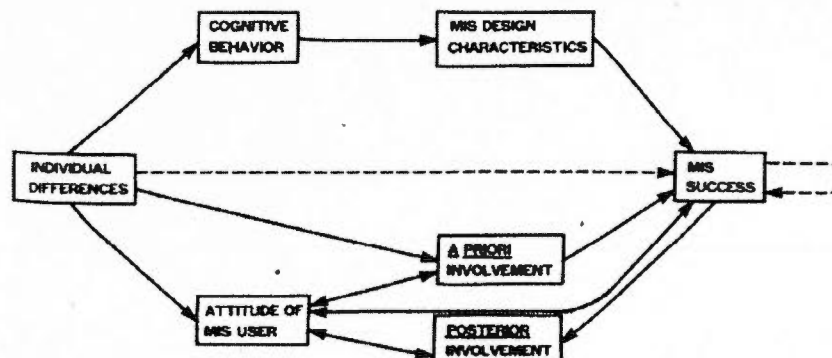 COGNITIVE
BEHAVIOR
MIS DESIGN
CHARACTERISTICS
INDIVIDUAL
DIFFERENCES
MIS
SUCCESS
A PRIORI
INVOLVEMENT
ATTITUDE OF
MIS USER
POSTERIOR
INVOLVEMENT